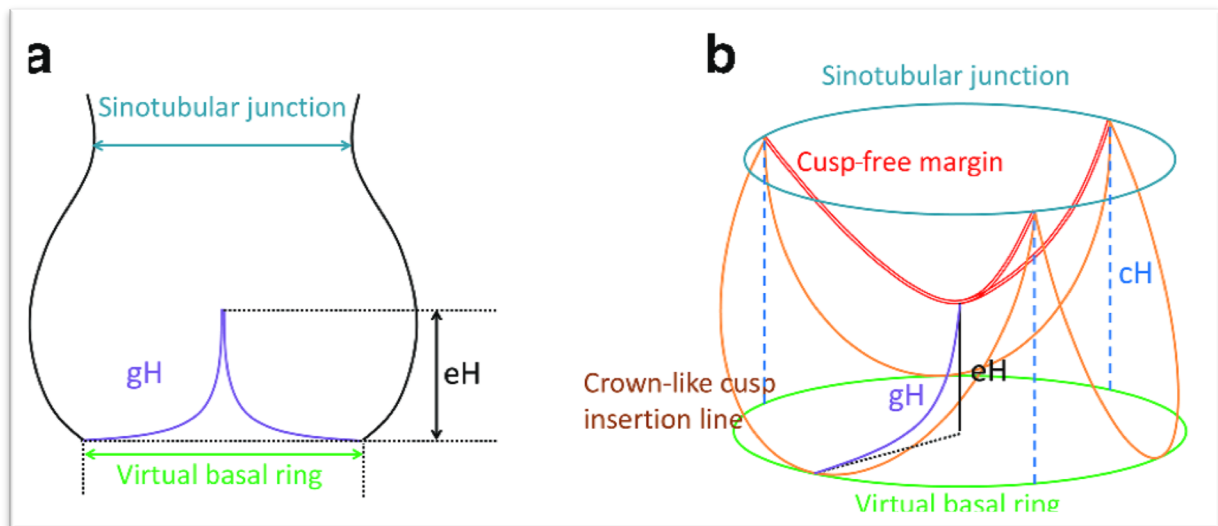 a
Sinotubular junction
gH
eH
Virtual basal ring
b
Sinotubular junction
Cusp-free margin
cH
Crown-like cusp
insertion line
gH
eH
Virtual basal ring